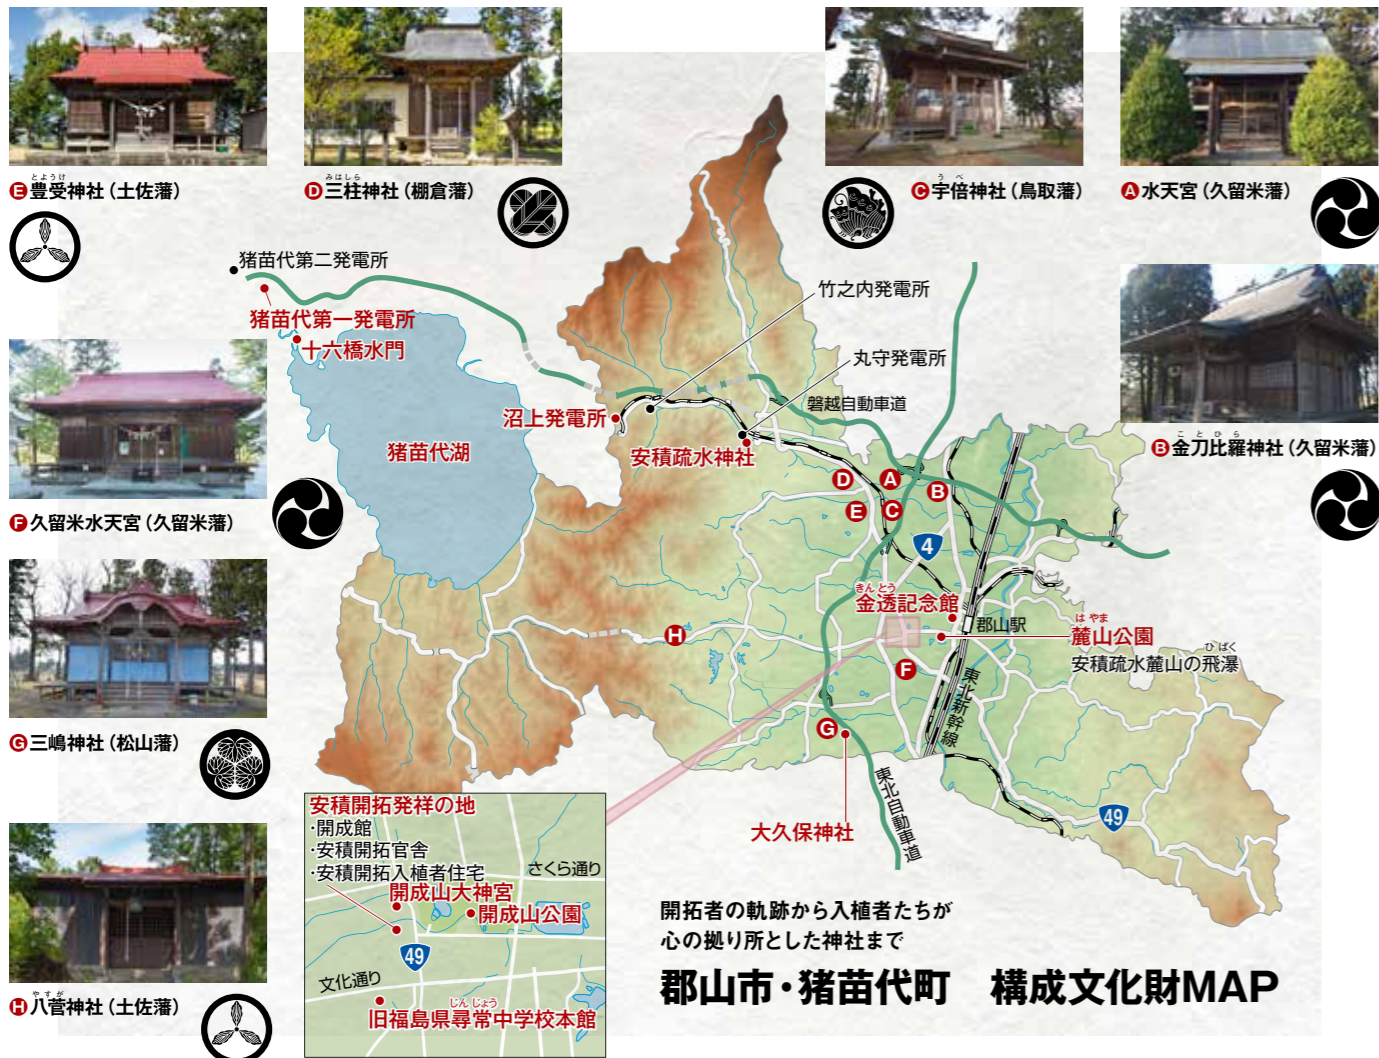 とようけ
E豊受神社（土佐藩）
みはしら
D三柱神社（棚倉藩）
うべ
C宇倍神社（鳥取藩）
A水天宮（久留米藩）
ことひら
B金刀比羅神社（久留米藩）
F久留米水天宮（久留米藩）
G三嶋神社（松山藩）
やすが
H八菅神社（土佐藩）
猪苗代第二発電所
猪苗代第一発電所
十六橋水門
猪苗代湖
沼上発電所
竹之内発電所
丸守発電所
磐越自動車道
安積疏水神社
D
A
B
E
C
4
きんとう
金透記念館
郡山駅
はやま
麓山公園
ひばく
安積疏水麓山の飛瀑
H
F
東北新幹線
G
大久保神社
東北自動車道
49
安積開拓発祥の地
・開成館
・安積開拓官舎
・安積開拓入植者住宅
さくら通り
開成山大神宮
開成山公園
49
文化通り
じんじょう
旧福島県尋常中学校本館
開拓者の軌跡から入植者たちが
心の拠り所とした神社まで
郡山市・猪苗代町　構成文化財MAP